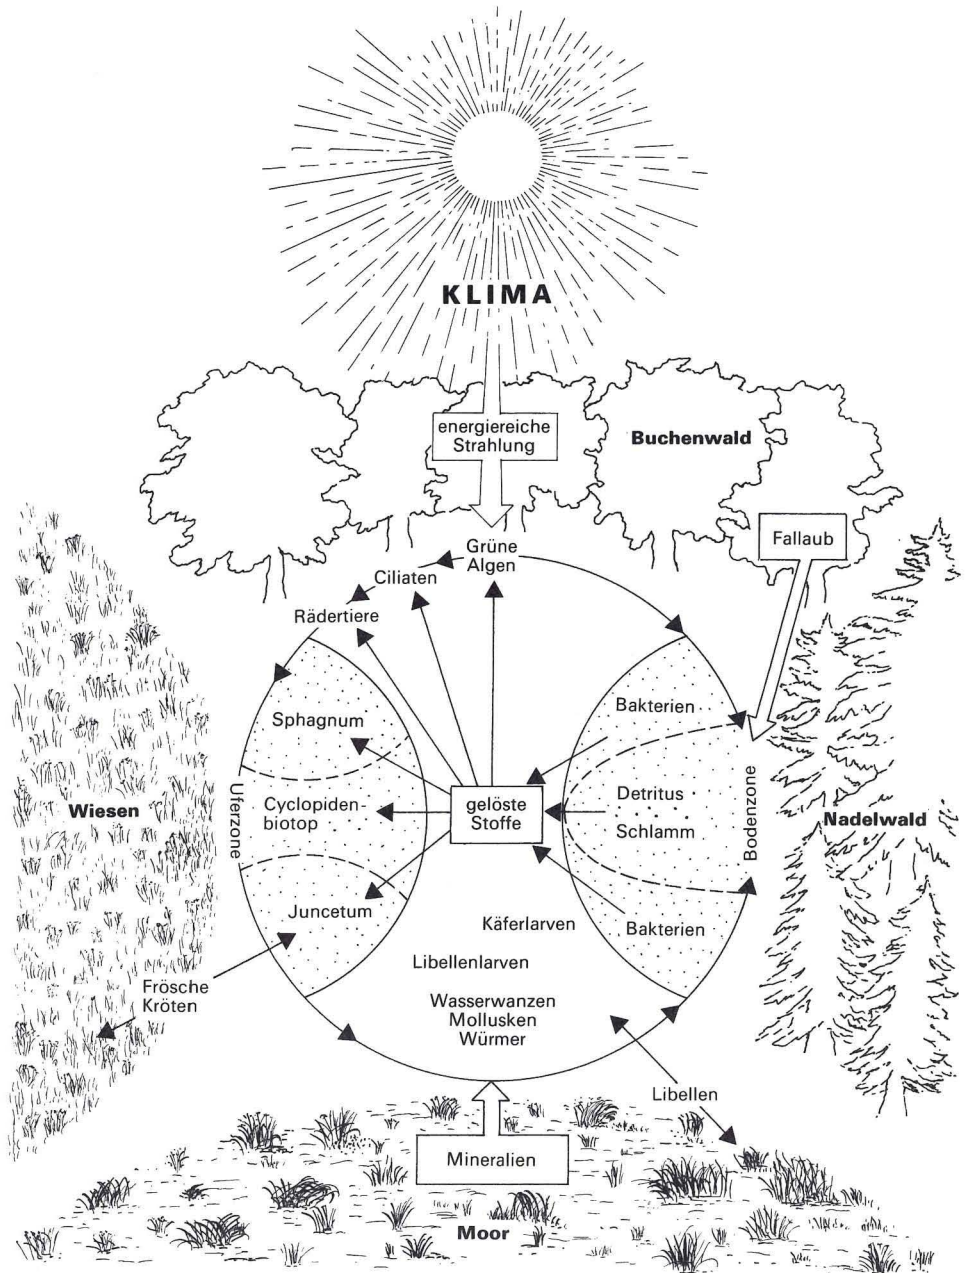 KLIMA
energiereiche
Strahlung
Buchenwald
Fallaub
Grüne
Algen
Ciliaten
Rädertiere
Sphagnum
Bakterien
Wiesen
Uferzone
Cyclopiden-
biotop
gelöste
Stoffe
Detritus
Schlamm
Bodenzone
Nadelwald
Juncetum
Käferlarven
Bakterien
Libellenlarven
Frösche
Kröten
Wasserwanzen
Mollusken
Würmer
Libellen
Mineralien
Moor